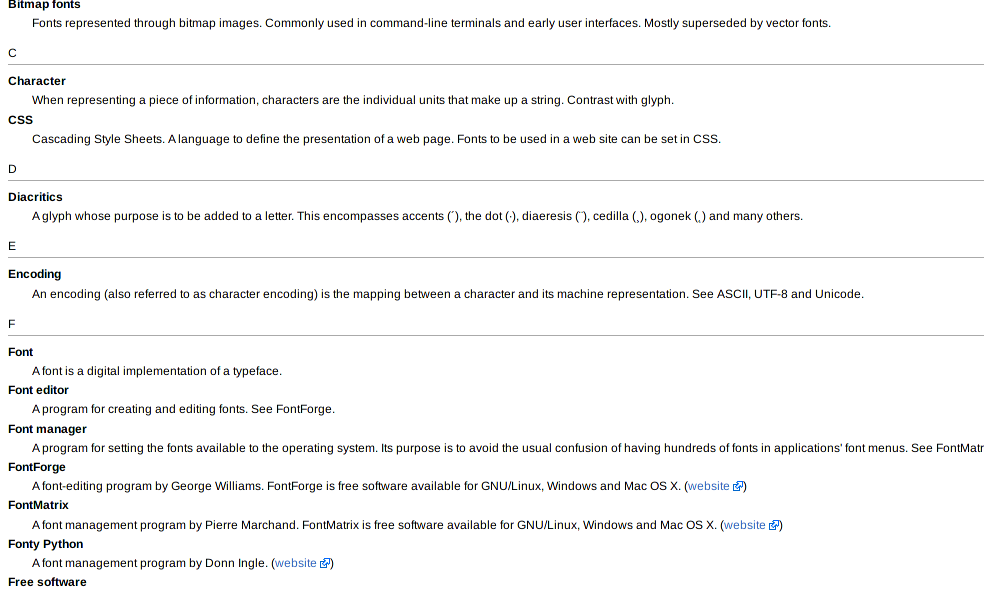 Bitmap fonts
Fonts represented through bitmap images. Commonly used in command-line terminals and early user interfaces. Mostly superseded by vector fonts.
C
Character
When representing a piece of information, characters are the individual units that make up a string. Contrast with glyph.
CSS
Cascading Style Sheets. A language to define the presentation of a web page. Fonts to be used in a web site can be set in CSS.
D
Diacritics
A glyph whose purpose is to be added to a letter. This encompasses accents (´), the dot (·), diaeresis (¨), cedilla (¸), ogonek (˛) and many others.
E
Encoding
An encoding (also referred to as character encoding) is the mapping between a character and its machine representation. See ASCII, UTF-8 and Unicode.
F
Font
A font is a digital implementation of a typeface.
Font editor
A program for creating and editing fonts. See FontForge.
Font manager
A program for setting the fonts available to the operating system. Its purpose is to avoid the usual confusion of having hundreds of fonts in applications' font menus. See FontMatr
FontForge
A font-editing program by George Williams. FontForge is free software available for GNU/Linux, Windows and Mac OS X. (website)
FontMatrix
A font management program by Pierre Marchand. FontMatrix is free software available for GNU/Linux, Windows and Mac OS X. (website)
Fonty Python
A font management program by Donn Ingle. (website)
Free software